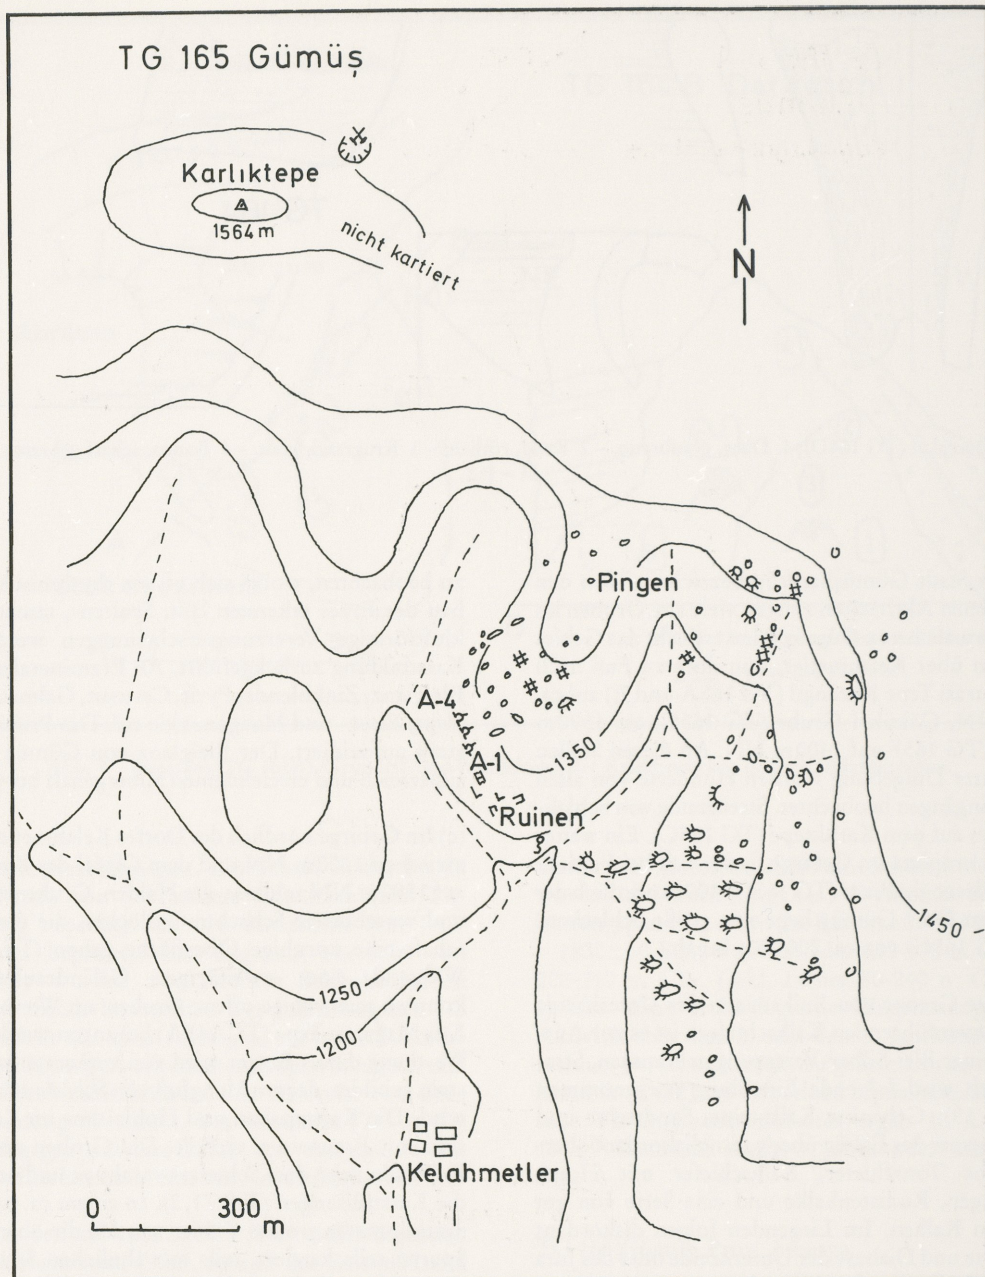 TG 165 Gümüş
Karlıktepe
1564 m
nicht kartiert
N
Pingen
A-4
A-1
1350
Ruinen
1450
1250
1200
Kelahmetler
0 300
m